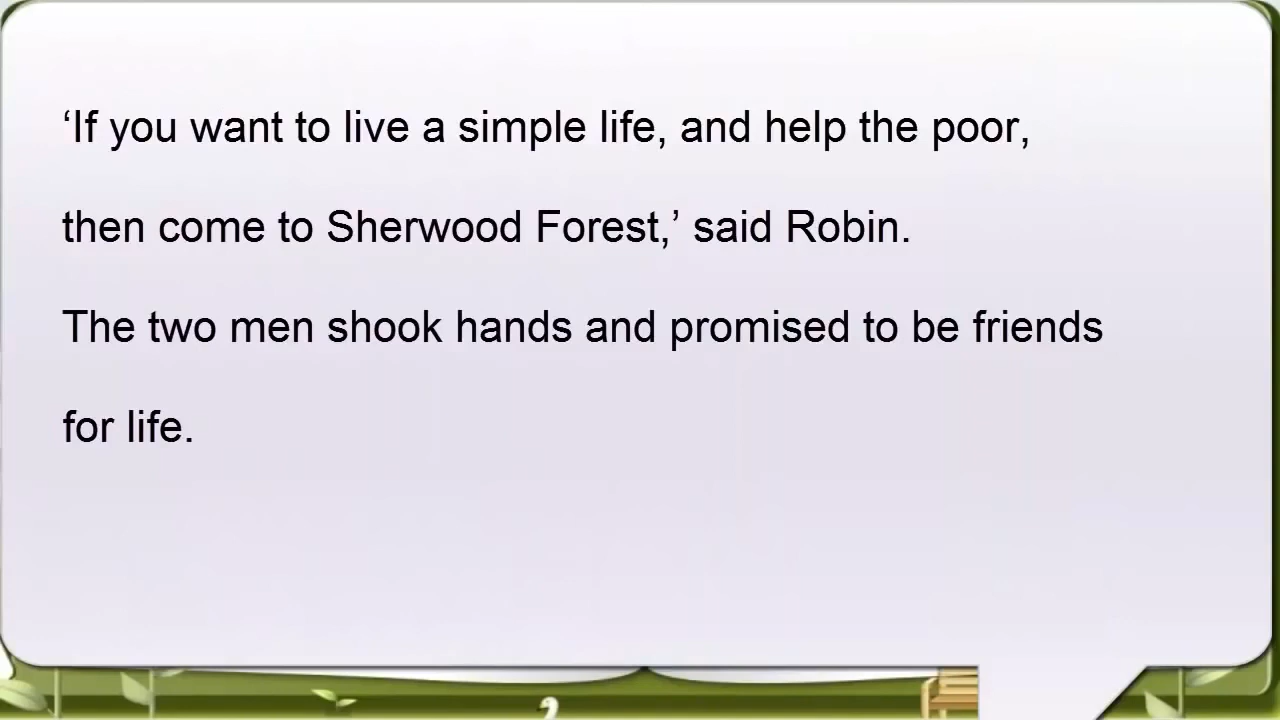 ‘If you want to live a simple life, and help the poor,
then come to Sherwood Forest,’ said Robin.
The two men shook hands and promised to be friends
for life.